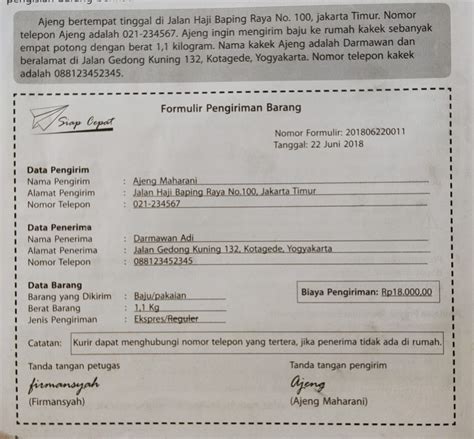 Ajeng bertempat tinggal di Jalan Haji Baping Raya No. 100, jakarta Timur. Nomor
telepon Ajeng adalah 021-234567. Ajeng ingin mengirim baju ke rumah kakek sebanyak
empat potong dengan berat 1,1 kilogram. Nama kakek Ajeng adalah Darmawan dan
beralamat di Jalan Gedong Kuning 132, Kotagede, Yogyakarta. Nomor telepon kakek
adalah 088123452345.
Siap Cepat
Formulir Pengiriman Barang
Nomor Formulir: 201806220011
Tanggal: 22 Juni 2018
Data Pengirim
Nama Pengirim : Ajeng Maharani
Alamat Pengirim : Jalan Haji Baping Raya No.100, Jakarta Timur
Nomor Telepon : 021-234567
Data Penerima
Nama Penerima : Darmawan Adi
Alamat Penerima : Jalan Gedong Kuning 132, Kotagede, Yogyakarta
Nomor Telepon : 088123452345
Data Barang
Barang yang Dikirim : Baju/pakaian
Berat Barang : 1,1 Kg
Jenis Pengiriman : Ekspres/Reguler
Biaya Pengiriman: Rp18.000,00
Catatan: Kurir dapat menghubungi nomor telepon yang tertera, jika penerima tidak ada di rumah.
Tanda tangan petugas
firmansyah
(Firmansyah)
Tanda tangan pengirim
Ajeng
(Ajeng Maharani)